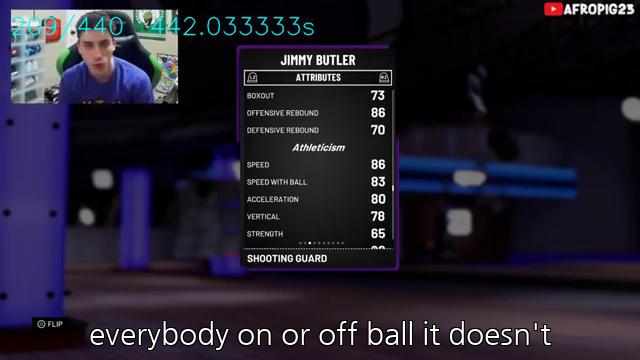 209/440 442.033333s
AFROPIG23
JIMMY BUTLER
ATTRIBUTES
BOXOUT 73
OFFENSIVE REBOUND 86
DEFENSIVE REBOUND 70
Athleticism
SPEED 86
SPEED WITH BALL 83
ACCELERATION 80
VERTICAL 78
STRENGTH 65
SHOOTING GUARD
FLIP
everybody on or off ball it doesn't